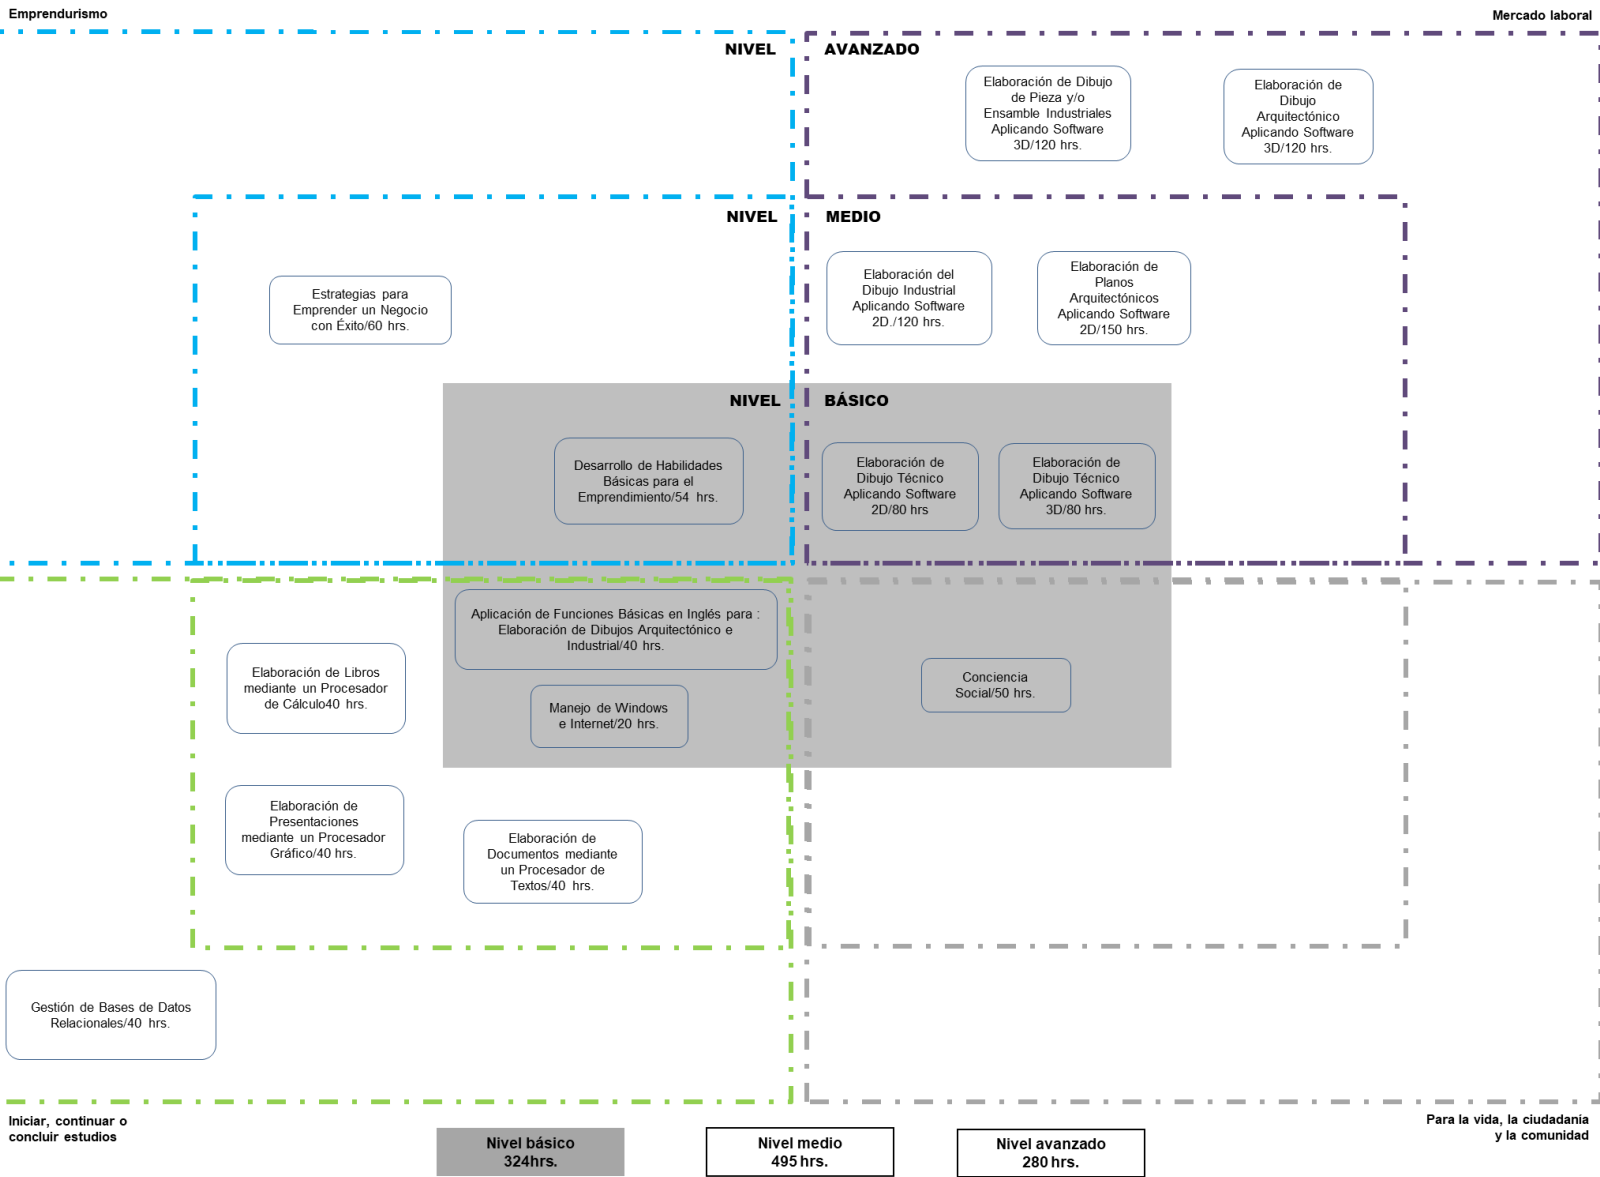 Emprendurismo
Mercado laboral
NIVEL AVANZADO
Elaboración de Dibujo
de Pieza y/o
Ensamble Industriales
Aplicando Software
3D/120 hrs.
Elaboración de
Dibujo
Arquitectónico
Aplicando Software
3D/120 hrs.
NIVEL MEDIO
Estrategias para
Emprender un Negocio
con Éxito/60 hrs.
Elaboración del
Dibujo Industrial
Aplicando Software
2D./120 hrs.
Elaboración de
Planos
Arquitectónicos
Aplicando Software
2D/150 hrs.
NIVEL BÁSICO
Desarrollo de Habilidades
Básicas para el
Emprendimiento/54 hrs.
Elaboración de
Dibujo Técnico
Aplicando Software
2D/80 hrs
Elaboración de
Dibujo Técnico
Aplicando Software
3D/80 hrs.
Aplicación de Funciones Básicas en Inglés para :
Elaboración de Dibujos Arquitectónico e
Industrial/40 hrs.
Elaboración de Libros
mediante un Procesador
de Cálculo40 hrs.
Manejo de Windows
e Internet/20 hrs.
Conciencia
Social/50 hrs.
Elaboración de
Presentaciones
mediante un Procesador
Gráfico/40 hrs.
Elaboración de
Documentos mediante
un Procesador de
Textos/40 hrs.
Gestión de Bases de Datos
Relacionales/40 hrs.
Iniciar, continuar o
concluir estudios
Para la vida, la ciudadanía
y la comunidad
Nivel básico
324hrs.
Nivel medio
495 hrs.
Nivel avanzado
280 hrs.